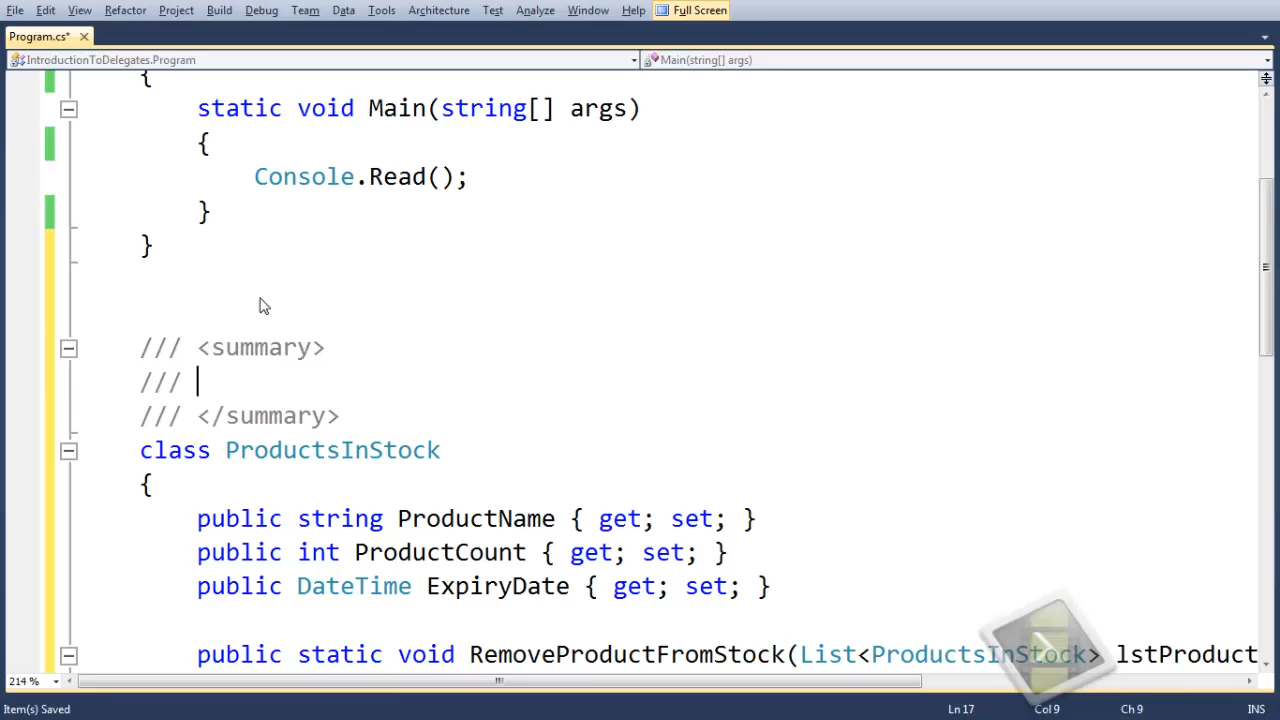 File Edit View Refactor Project Build Debug Team Data Tools Architecture Test Analyze Window Help Full Screen
Program.cs*
IntroductionToDelegates.Program Main(string[] args)
{
static void Main(string[] args)
{
Console.Read();
}
}
/// <summary>
///
/// </summary>
class ProductsInStock
{
public string ProductName { get; set; }
public int ProductCount { get; set; }
public DateTime ExpiryDate { get; set; }
public static void RemoveProductFromStock(List<ProductsInStock> lstProduct
214 %
Item(s) Saved Ln 17 Col 9 Ch 9 INS